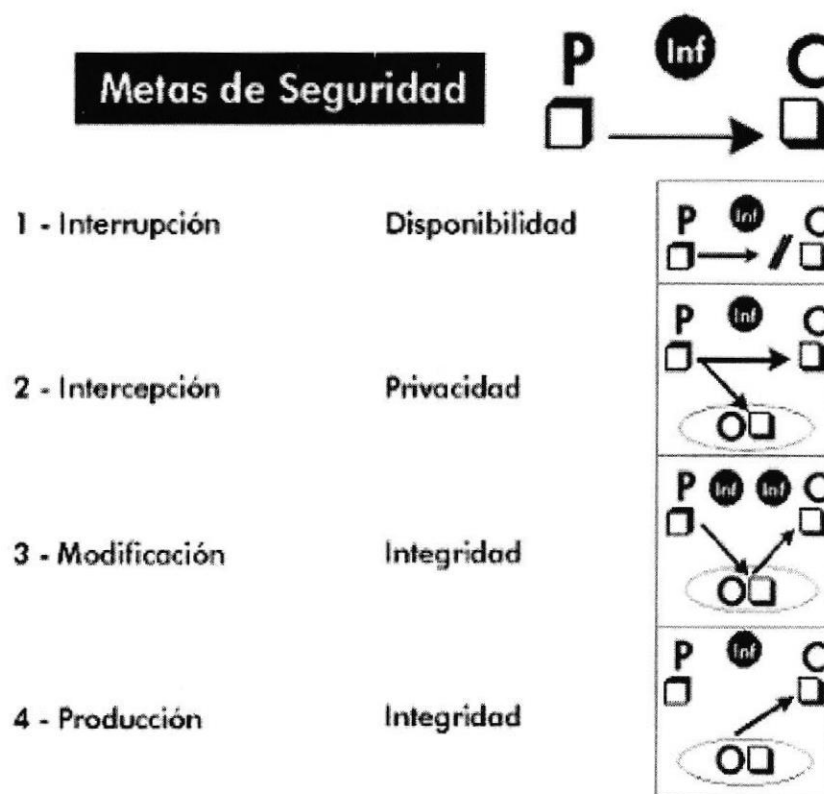 P Inf O
Metas de Seguridad
1 - Interrupción Disponibilidad
P Inf O
2 - Intercepción Privacidad
P Inf O
O
3 - Modificación Integridad
P Inf Inf O
O
4 - Producción Integridad
P Inf O
O